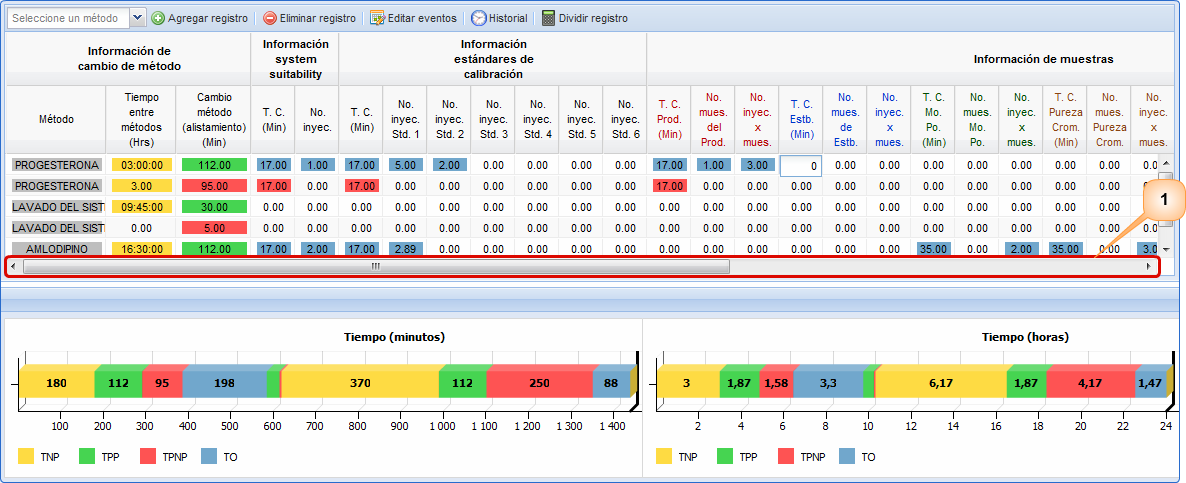 Seleccione un método Agregar registro Eliminar registro Editar eventos Historial Dividir registro
Información de
cambio de método
Información
system
suitability
Información
estándares de
calibración
Información de muestras
Método
Tiempo
entre
métodos
(Hrs)
Cambio
método
(alistamiento)
(Min)
T. C.
(Min)
No.
inyec.
T. C.
(Min)
No.
inyec.
Std. 1
No.
inyec.
Std. 2
No.
inyec.
Std. 3
No.
inyec.
Std. 4
No.
inyec.
Std. 5
No.
inyec.
Std. 6
T. C.
Prod.
(Min)
No.
mues.
del
Prod.
No.
inyec.
x
mues.
T. C.
Estb.
(Min)
No.
mues.
de
Estb.
No.
inyec.
x
mues.
T. C.
Mo.
Po.
(Min)
No.
mues.
Mo.
Po.
No.
inyec.
x
mues.
T. C.
Pureza
Crom.
(Min)
No.
mues.
Pureza
Crom.
No.
inyec.
x
mues.
PROGESTERONA 03:00:00 112.00 17.00 1.00 17.00 5.00 2.00 0.00 0.00 0.00 0.00 17.00 1.00 3.00 0 0.00 0.00 0.00 0.00 0.00 0.00 0.00 0.00
PROGESTERONA 3.00 95.00 17.00 0.00 17.00 0.00 0.00 0.00 0.00 0.00 0.00 17.00 0.00 0.00 0.00 0.00 0.00 0.00 0.00 0.00 0.00 0.00 0.0
LAVADO DEL SIST 09:45:00 30.00 0.00 0.00 0.00 0.00 0.00 0.00 0.00 0.00 0.00 0.00 0.00 0.00 0.00 0.00 0.00 0.00 0.00 0.00 0.00 0.00
LAVADO DEL SIST 0.00 5.00 0.00 0.00 0.00 0.00 0.00 0.00 0.00 0.00 0.00 0.00 0.00 0.00 0.00 0.00 0.00 0.00 0.00 0.00 0.00 0.00
AMLODIPINO 16:30:00 112.00 17.00 2.00 17.00 2.89 0.00 0.00 0.00 0.00 0.00 0.00 0.00 0.00 0.00 0.00 0.00 35.00 0.00 2.00 35.00 0.00 3.0
1
Tiempo (minutos)
180 112 95 198 370 112 250 88
100 200 300 400 500 600 700 800 900 1 000 1 100 1 200 1 300 1 400
TNP TPP TPNP TO
Tiempo (horas)
3 1,87 1,58 3,3 6,17 1,87 4,17 1,47
2 4 6 8 10 12 14 16 18 20 22 24
TNP TPP TPNP TO